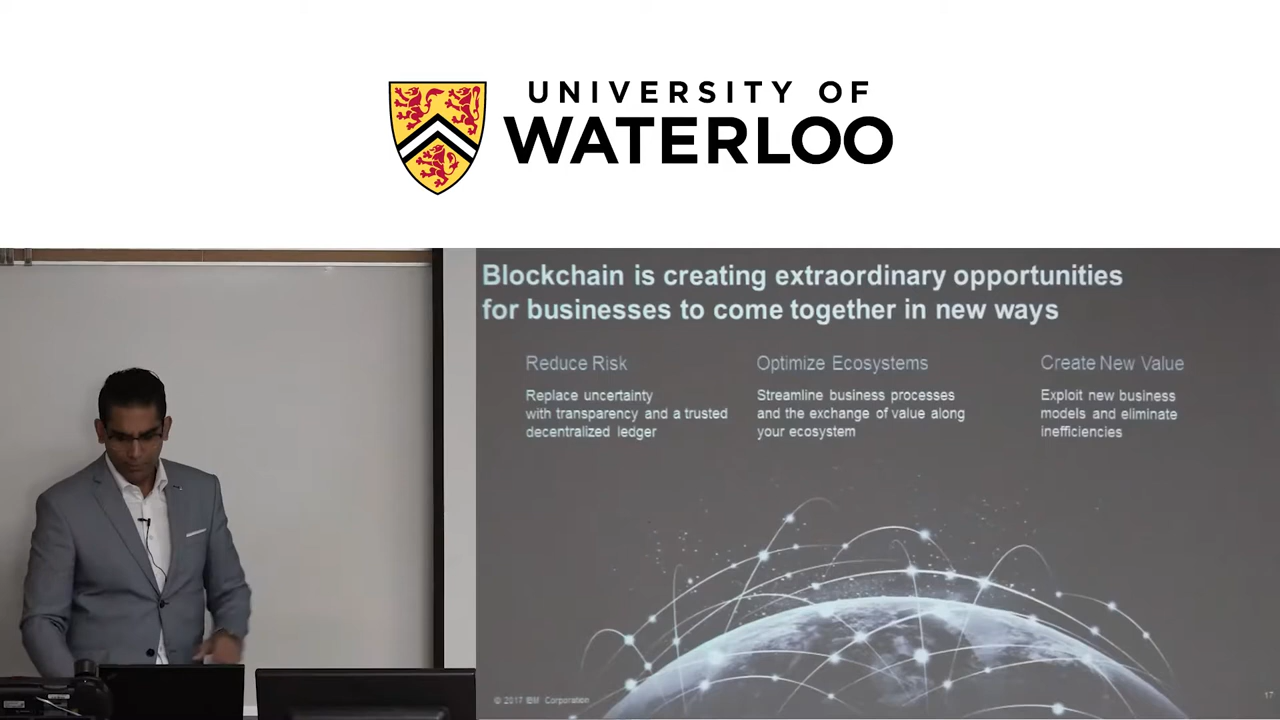 UNIVERSITY OF
WATERLOO
Blockchain is creating extraordinary opportunities
for businesses to come together in new ways
Reduce Risk
Replace uncertainty
with transparency and a trusted
decentralized ledger
Optimize Ecosystems
Streamline business processes
and the exchange of value along
your ecosystem
Create New Value
Exploit new business
models and eliminate
inefficiencies
© 2017 IBM Corporation
17